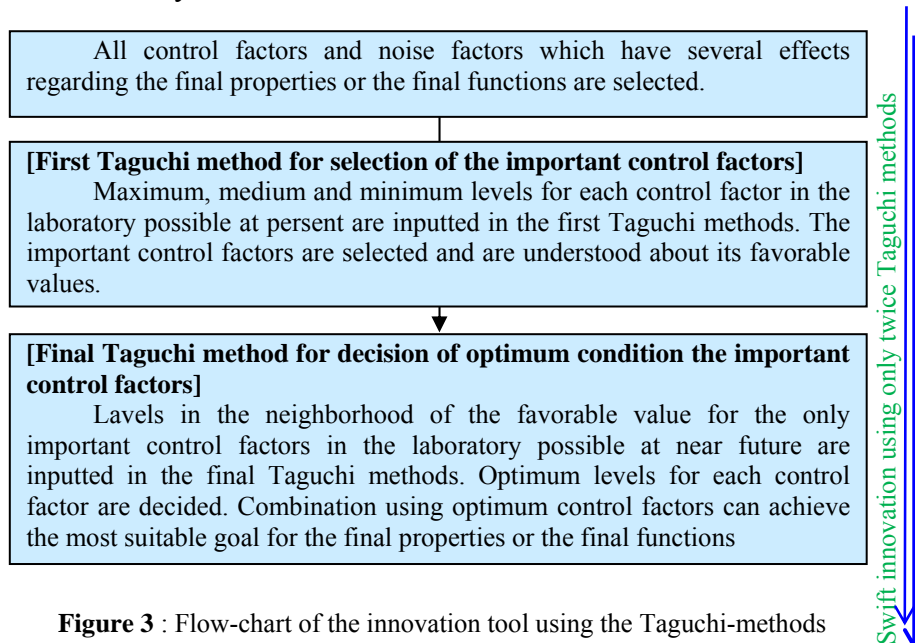 All control factors and noise factors which have several effects
regarding the final properties or the final functions are selected.
[First Taguchi method for selection of the important control factors]
Maximum, medium and minimum levels for each control factor in the
laboratory possible at persent are inputted in the first Taguchi methods. The
important control factors are selected and are understood about its favorable
values.
[Final Taguchi method for decision of optimum condition the important
control factors]
Lavels in the neighborhood of the favorable value for the only
important control factors in the laboratory possible at near future are
inputted in the final Taguchi methods. Optimum levels for each control
factor are decided. Combination using optimum control factors can achieve
the most suitable goal for the final properties or the final functions
Swift innovation using only twice Taguchi methods
Figure 3 : Flow-chart of the innovation tool using the Taguchi-methods